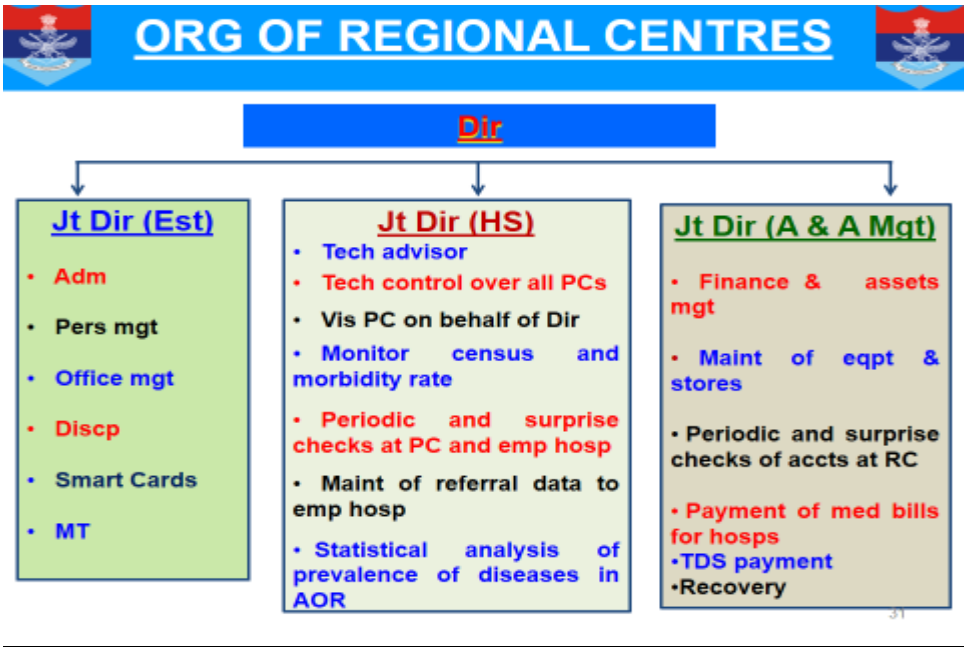 ORG OF REGIONAL CENTRES
Dir
Jt Dir (Est)
• Adm
• Pers mgt
• Office mgt
• Discp
• Smart Cards
• MT
Jt Dir (HS)
• Tech advisor
• Tech control over all PCs
• Vis PC on behalf of Dir
• Monitor census and
morbidity rate
• Periodic and surprise
checks at PC and emp hosp
• Maint of referral data to
emp hosp
• Statistical analysis of
prevalence of diseases in
AOR
Jt Dir (A & A Mgt)
• Finance & assets
mgt
• Maint of eqpt &
stores
• Periodic and surprise
checks of accts at RC
• Payment of med bills
for hosps
•TDS payment
•Recovery
31